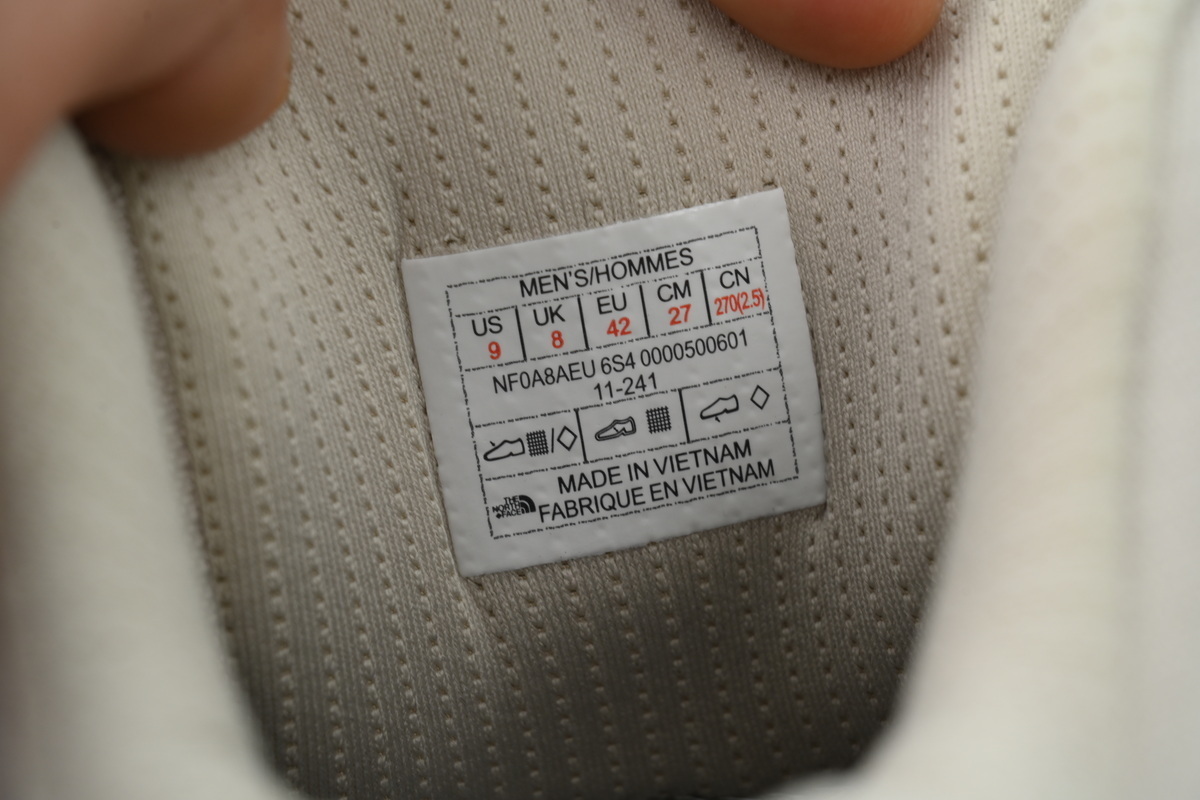 MEN'S/HOMMES
US UK EU CM CN
9 8 42 27 270(2.5)
NF0A8AEU 6S4 0000500601
11-241
/
MADE IN VIETNAM
THE NORTH FACE FABRIQUE EN VIETNAM